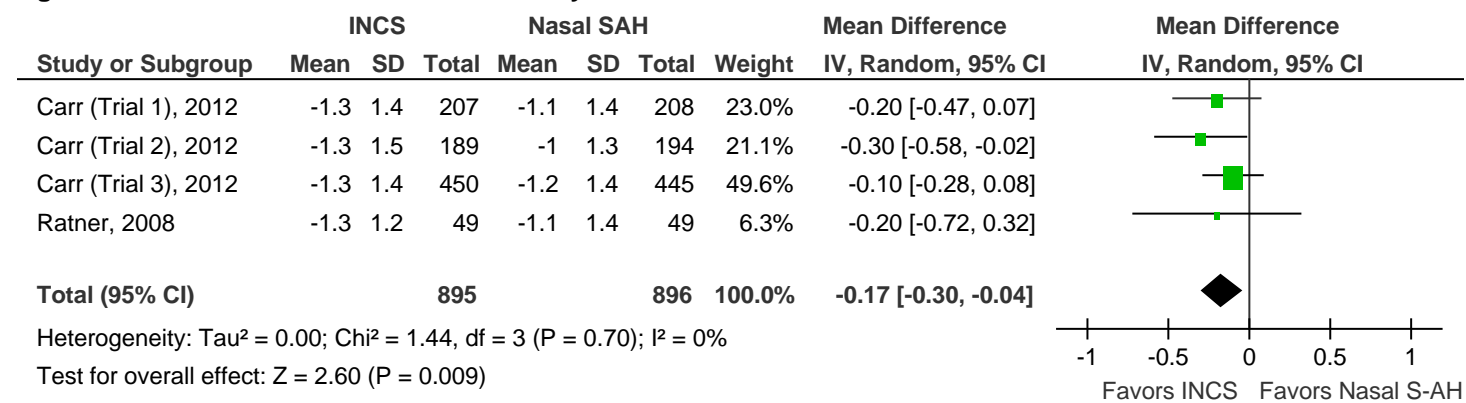 INCS Nasal SAH Mean Difference Mean Difference
Study or Subgroup Mean SD Total Mean SD Total Weight IV, Random, 95% CI IV, Random, 95% CI
Carr (Trial 1), 2012 -1.3 1.4 207 -1.1 1.4 208 23.0% -0.20 [-0.47, 0.07]
Carr (Trial 2), 2012 -1.3 1.5 189 -1 1.3 194 21.1% -0.30 [-0.58, -0.02]
Carr (Trial 3), 2012 -1.3 1.4 450 -1.2 1.4 445 49.6% -0.10 [-0.28, 0.08]
Ratner, 2008 -1.3 1.2 49 -1.1 1.4 49 6.3% -0.20 [-0.72, 0.32]
Total (95% CI) 895 896 100.0% -0.17 [-0.30, -0.04]
Heterogeneity: Tau² = 0.00; Chi² = 1.44, df = 3 (P = 0.70); I² = 0%
Test for overall effect: Z = 2.60 (P = 0.009)
-1 -0.5 0 0.5 1
Favors INCS Favors Nasal S-AH